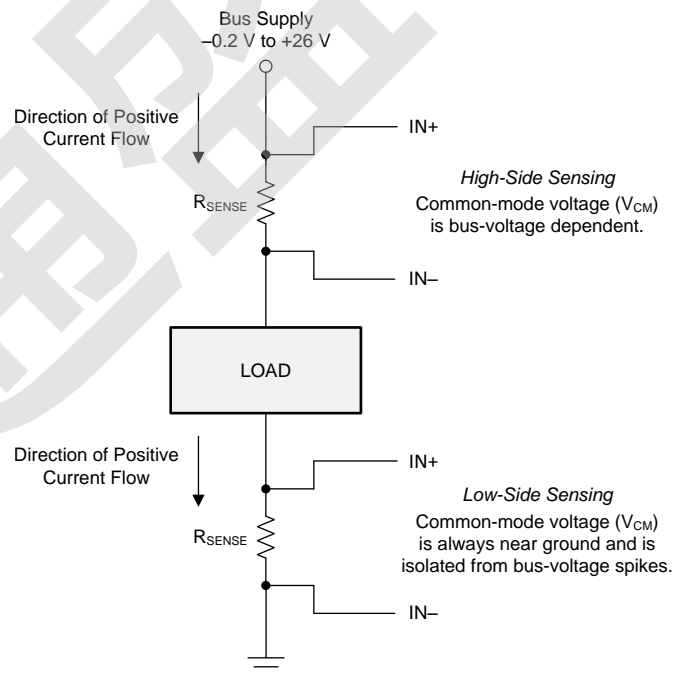 Bus Supply
–0.2 V to +26 V
Direction of Positive
Current Flow
IN+
RSENSE
High-Side Sensing
Common-mode voltage (VCM)
is bus-voltage dependent.
IN–
LOAD
Direction of Positive
Current Flow
IN+
RSENSE
Low-Side Sensing
Common-mode voltage (VCM)
is always near ground and is
isolated from bus-voltage spikes.
IN–